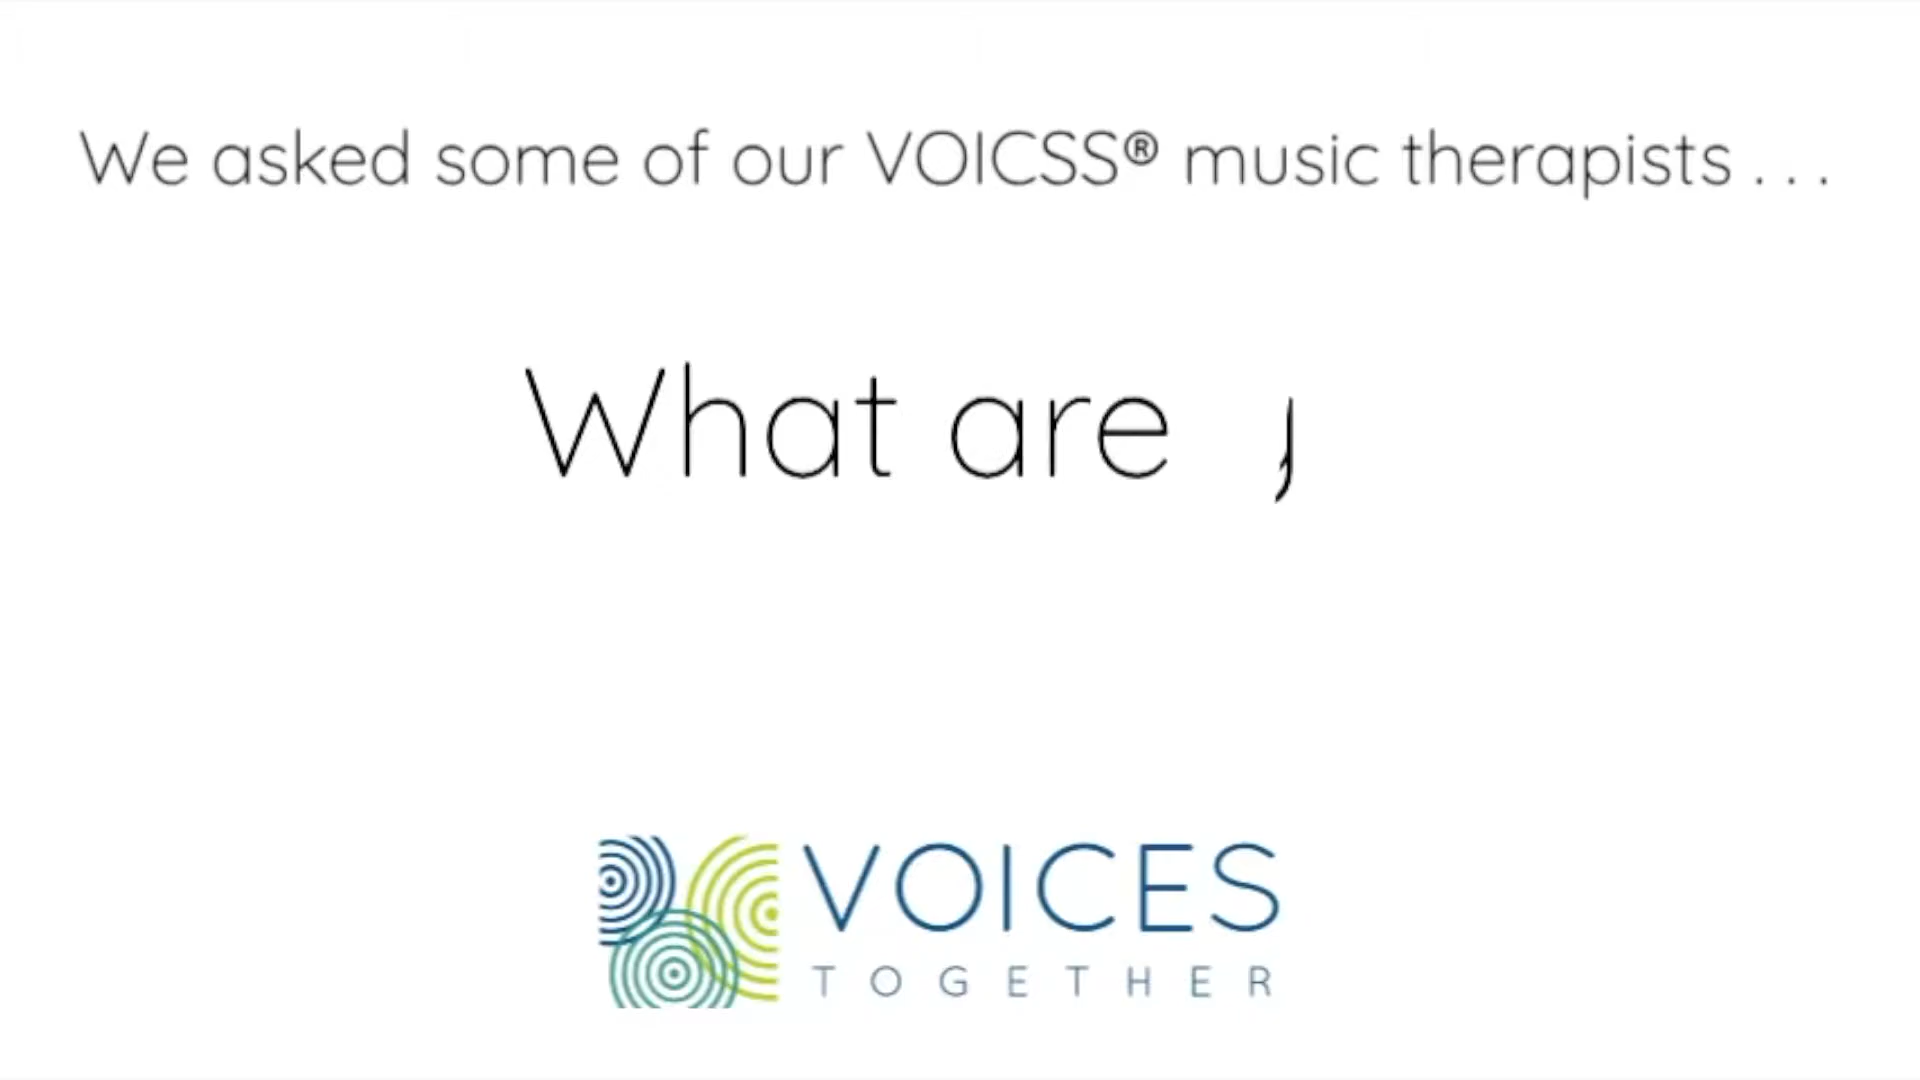 We asked some of our VOICSS® music therapists . . .
What are
VOICES
TOGETHER